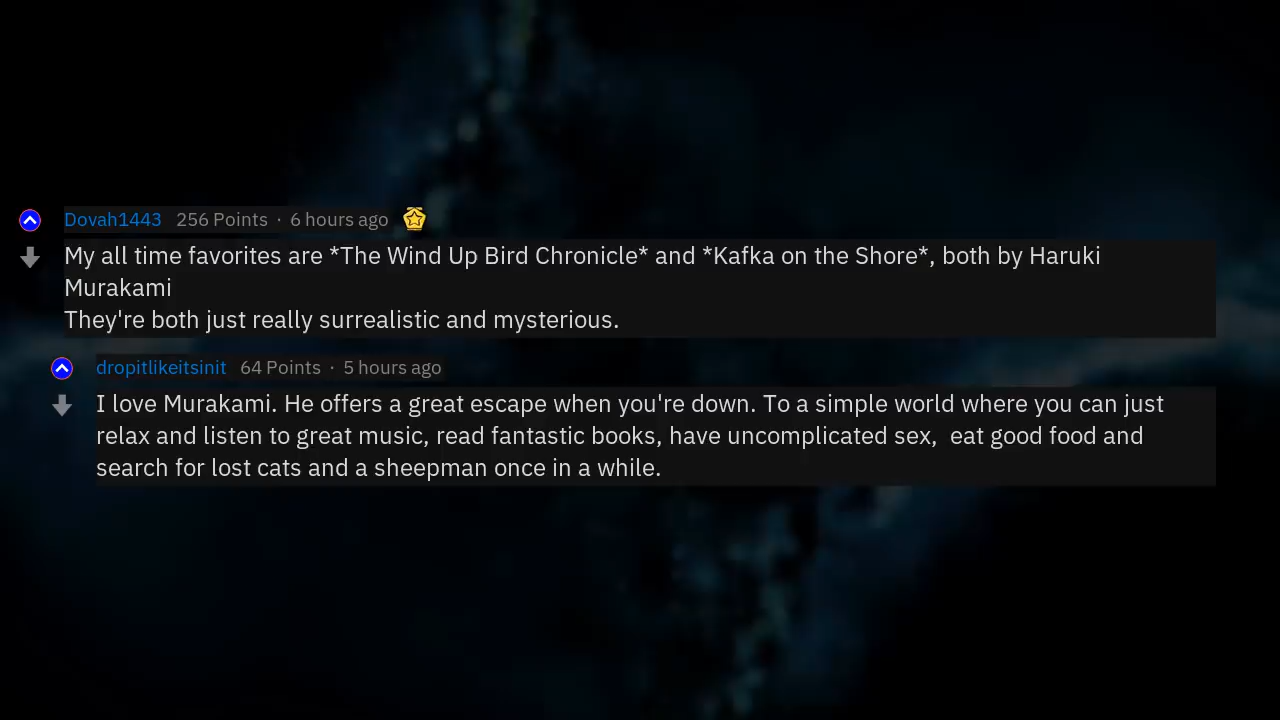 Dovah1443 256 Points · 6 hours ago
My all time favorites are *The Wind Up Bird Chronicle* and *Kafka on the Shore*, both by Haruki
Murakami
They're both just really surrealistic and mysterious.
dropitlikeitsinit 64 Points · 5 hours ago
I love Murakami. He offers a great escape when you're down. To a simple world where you can just
relax and listen to great music, read fantastic books, have uncomplicated sex,  eat good food and
search for lost cats and a sheepman once in a while.